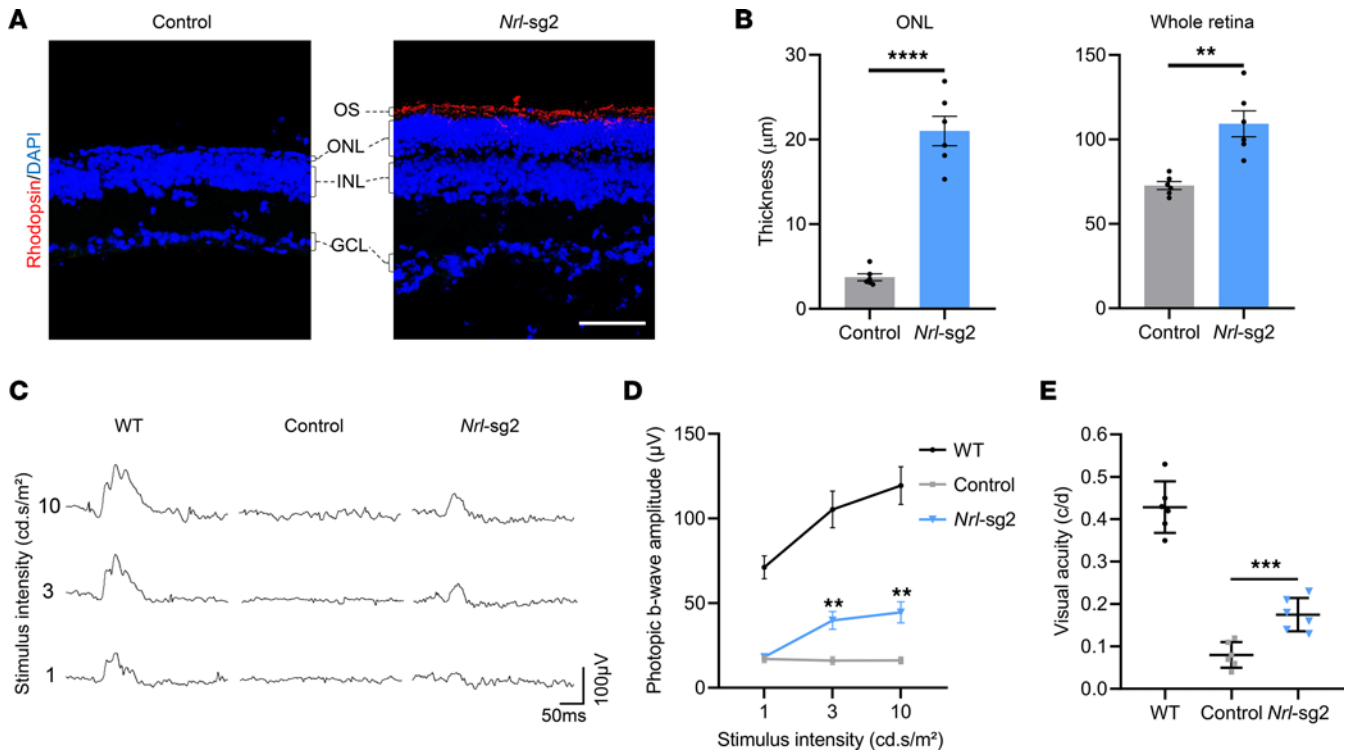 A
Control
Nrl-sg2
Rhodopsin/DAPI
OS
ONL
INL
GCL
B
ONL
Whole retina
Thickness (μm)
30
20
10
0
****
Control
Nrl-sg2
150
100
50
0
**
Control
Nrl-sg2
C
WT
Control
Nrl-sg2
Stimulus intensity (cd.s/m²)
10
3
1
100μV
50ms
D
Photopic b-wave amplitude (μV)
150
100
50
0
WT
Control
Nrl-sg2
**
**
1
3
10
Stimulus intensity (cd.s/m²)
E
Visual acuity (c/d)
0.6
0.5
0.4
0.3
0.2
0.1
0.0
***
WT
Control
Nrl-sg2